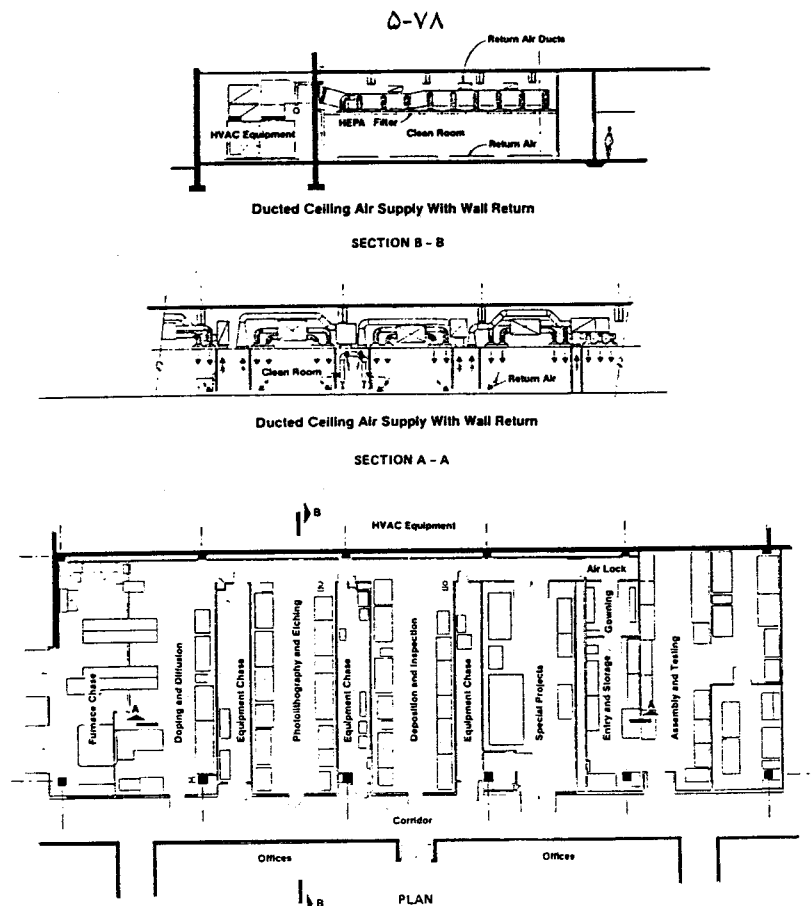 ۵-۷۸
Return Air Ducts
HVAC Equipment
HEPA Filter
Clean Room
Return Air
Ducted Ceiling Air Supply With Wall Return
SECTION B - B
Clean Room
Return Air
Ducted Ceiling Air Supply With Wall Return
SECTION A - A
B
HVAC Equipment
Air Lock
Furnace Chase
A
Doping and Diffusion
Equipment Chase
Photolithography and Etching
Equipment Chase
Deposition and Inspection
Equipment Chase
Special Projects
Gowning
Entry and Storage
A
Assembly and Testing
Corridor
Offices
Offices
B
PLAN